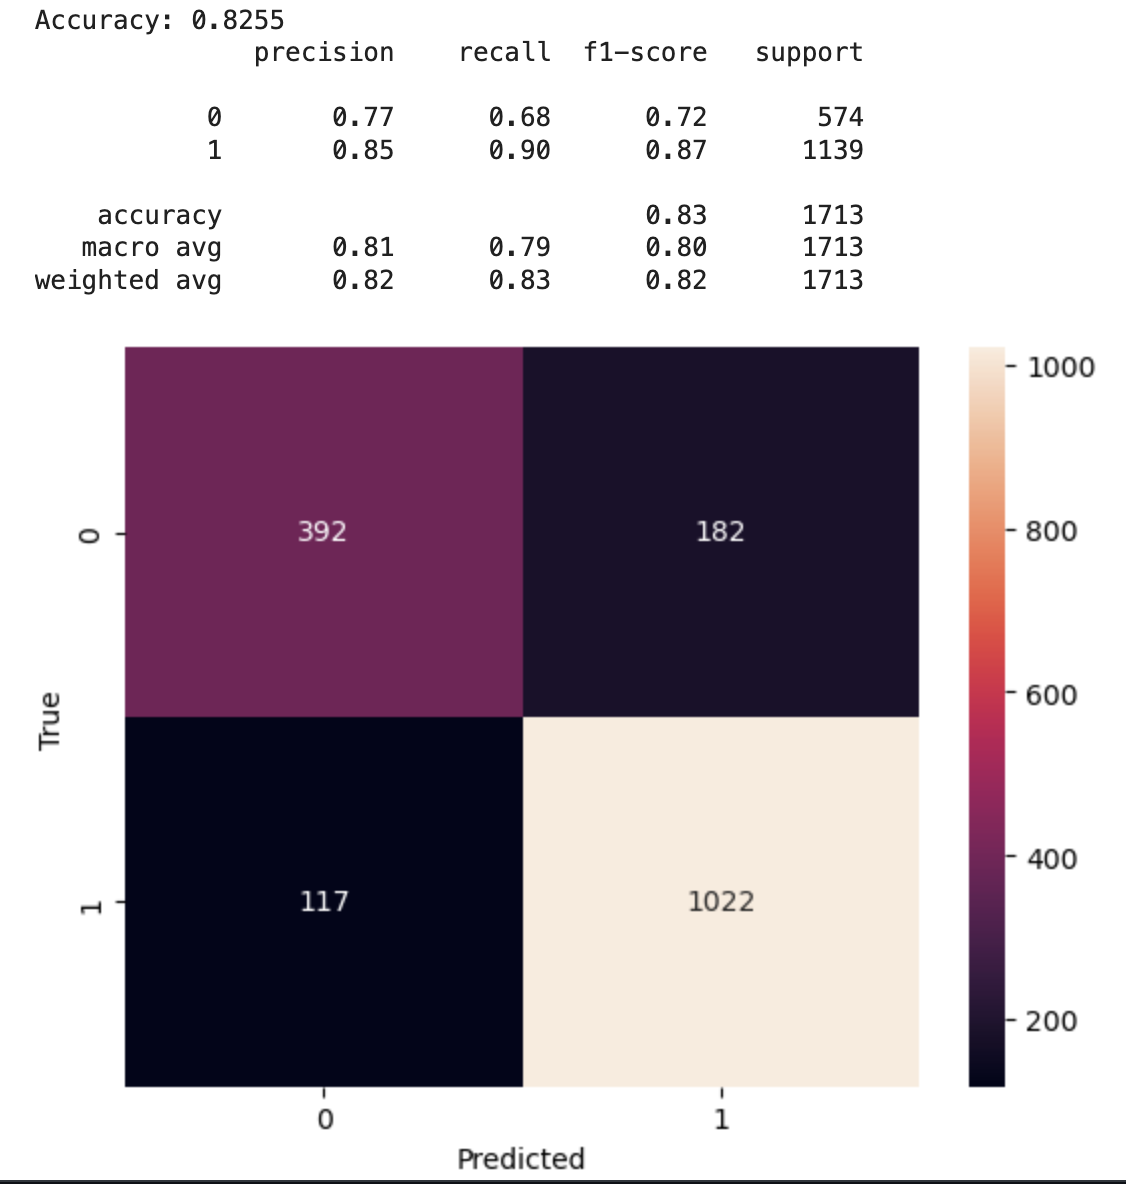 Accuracy: 0.8255
precision recall f1-score support
0 0.77 0.68 0.72 574
1 0.85 0.90 0.87 1139
accuracy 0.83 1713
macro avg 0.81 0.79 0.80 1713
weighted avg 0.82 0.83 0.82 1713
1000
392 182
0
800
600
True
400
117 1022
1
200
0 1
Predicted